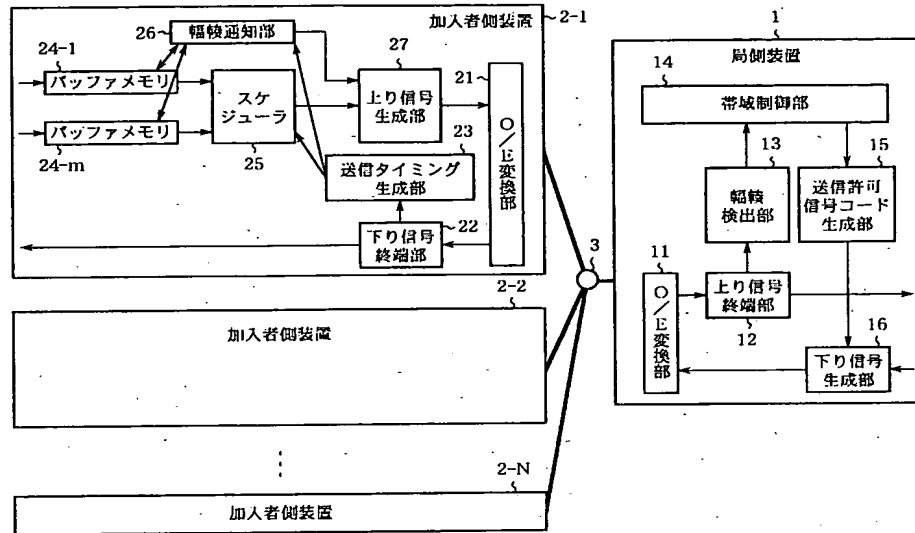 2-1
加入者側装置
26
輻輳通知部
24-1
バッファメモリ
バッファメモリ
24-m
スケ
ジューラ
25
27
上り信号
生成部
21
O/E変換部
23
送信タイミング
生成部
22
下り信号
終端部
2-2
加入者側装置
⋮
2-N
加入者側装置
3
1
局側装置
14
帯域制御部
13
輻輳
検出部
15
送信許可
信号コード
生成部
11
O/E変換部
上り信号
終端部
12
16
下り信号
生成部